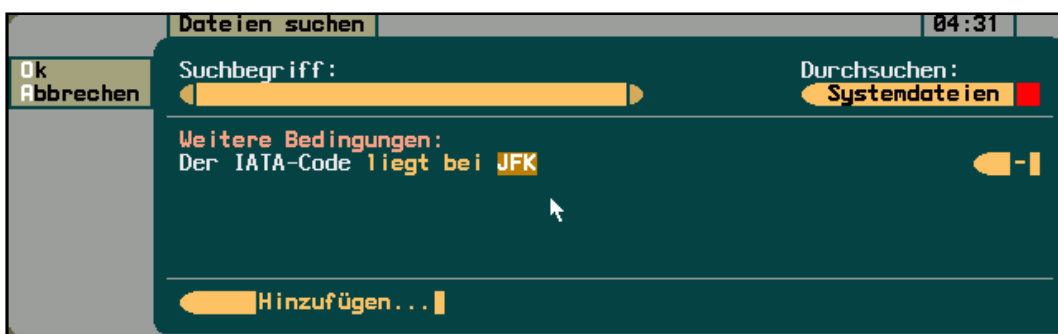 Dateien suchen 04:31
Ok
Abbrechen
Suchbegriff:
Durchsuchen:
Systemdateien
Weitere Bedingungen:
Der IATA-Code liegt bei JFK
-
Hinzufügen...